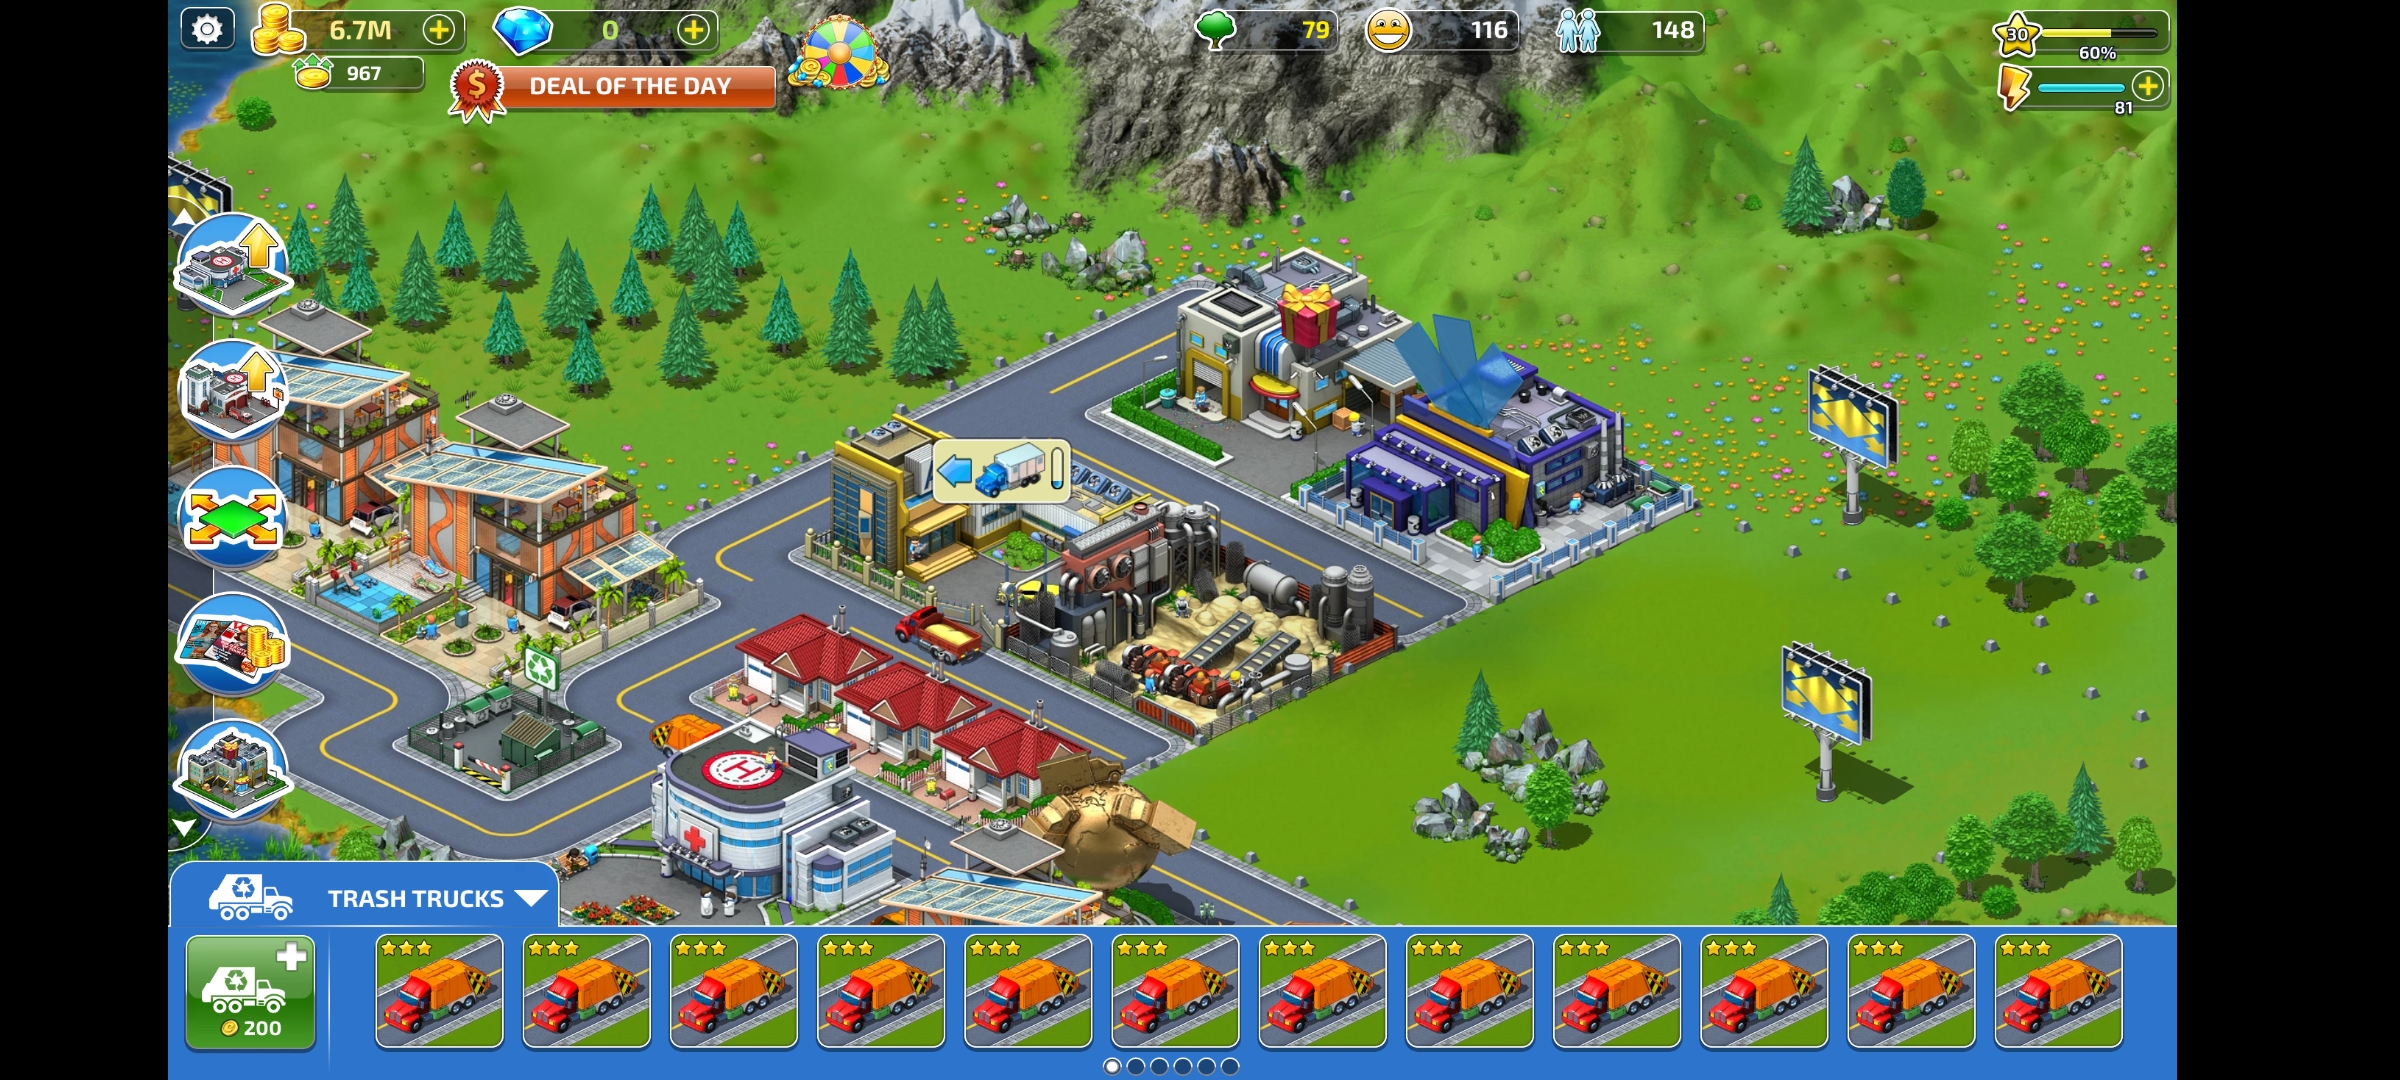 6.7M
0
79
116
148
30
60%
967
DEAL OF THE DAY
81
H
TRASH TRUCKS
200